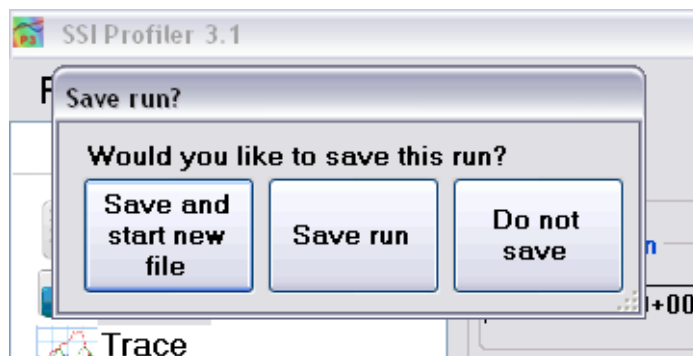 SSI Profiler 3.1
Save run?
Would you like to save this run?
Save and
start new
file
Save run
Do not
save
+00
Trace